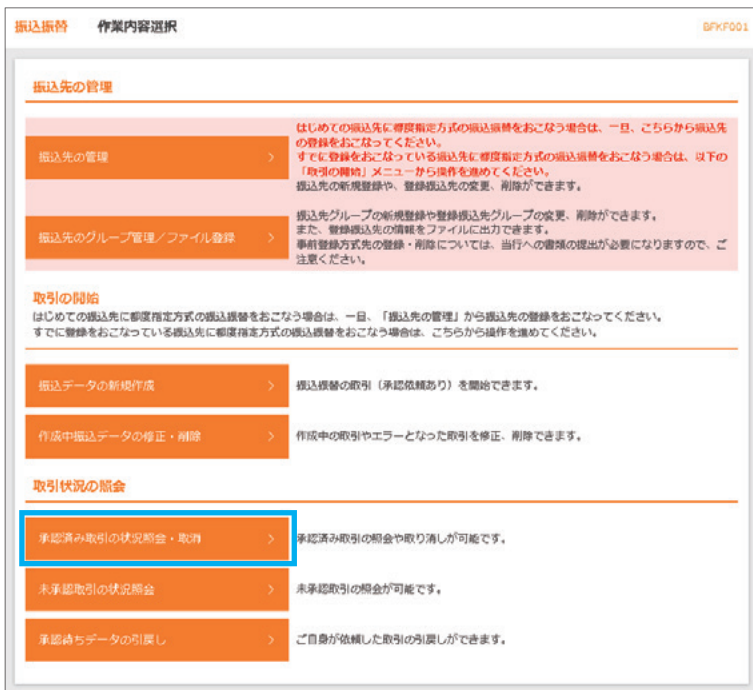 振込振替 作業内容選択 BFKF001
振込先の管理
振込先の管理
はじめての振込先に都度指定方式の振込振替をおこなう場合は、一旦、こちらから振込先
の登録をおこなってください。
すでに登録をおこなっている振込先に都度指定方式の振込振替をおこなう場合は、以下の
「取引の開始」メニューから操作を進めてください。
振込先の新規登録や、登録振込先の変更、削除ができます。
振込先のグループ管理/ファイル登録
振込先グループの新規登録や登録振込先グループの変更、削除ができます。
また、登録振込先の情報をファイルに出力できます。
事前登録方式先の登録・削除については、当行への書類の提出が必要になりますので、ご
注意ください。
取引の開始
はじめての振込先に都度指定方式の振込振替をおこなう場合は、一旦、「振込先の管理」から振込先の登録をおこなってください。
すでに登録をおこなっている振込先に都度指定方式の振込振替をおこなう場合は、こちらから操作を進めてください。
振込データの新規作成
振込振替の取引(承認依頼あり)を開始できます。
作成中振込データの修正・削除
作成中の取引やエラーとなった取引を修正、削除できます。
取引状況の照会
承認済み取引の状況照会・取消
承認済み取引の照会や取り消しが可能です。
未承認取引の状況照会
未承認取引の照会が可能です。
承認待ちデータの引戻し
ご自身が依頼した取引の引戻しができます。